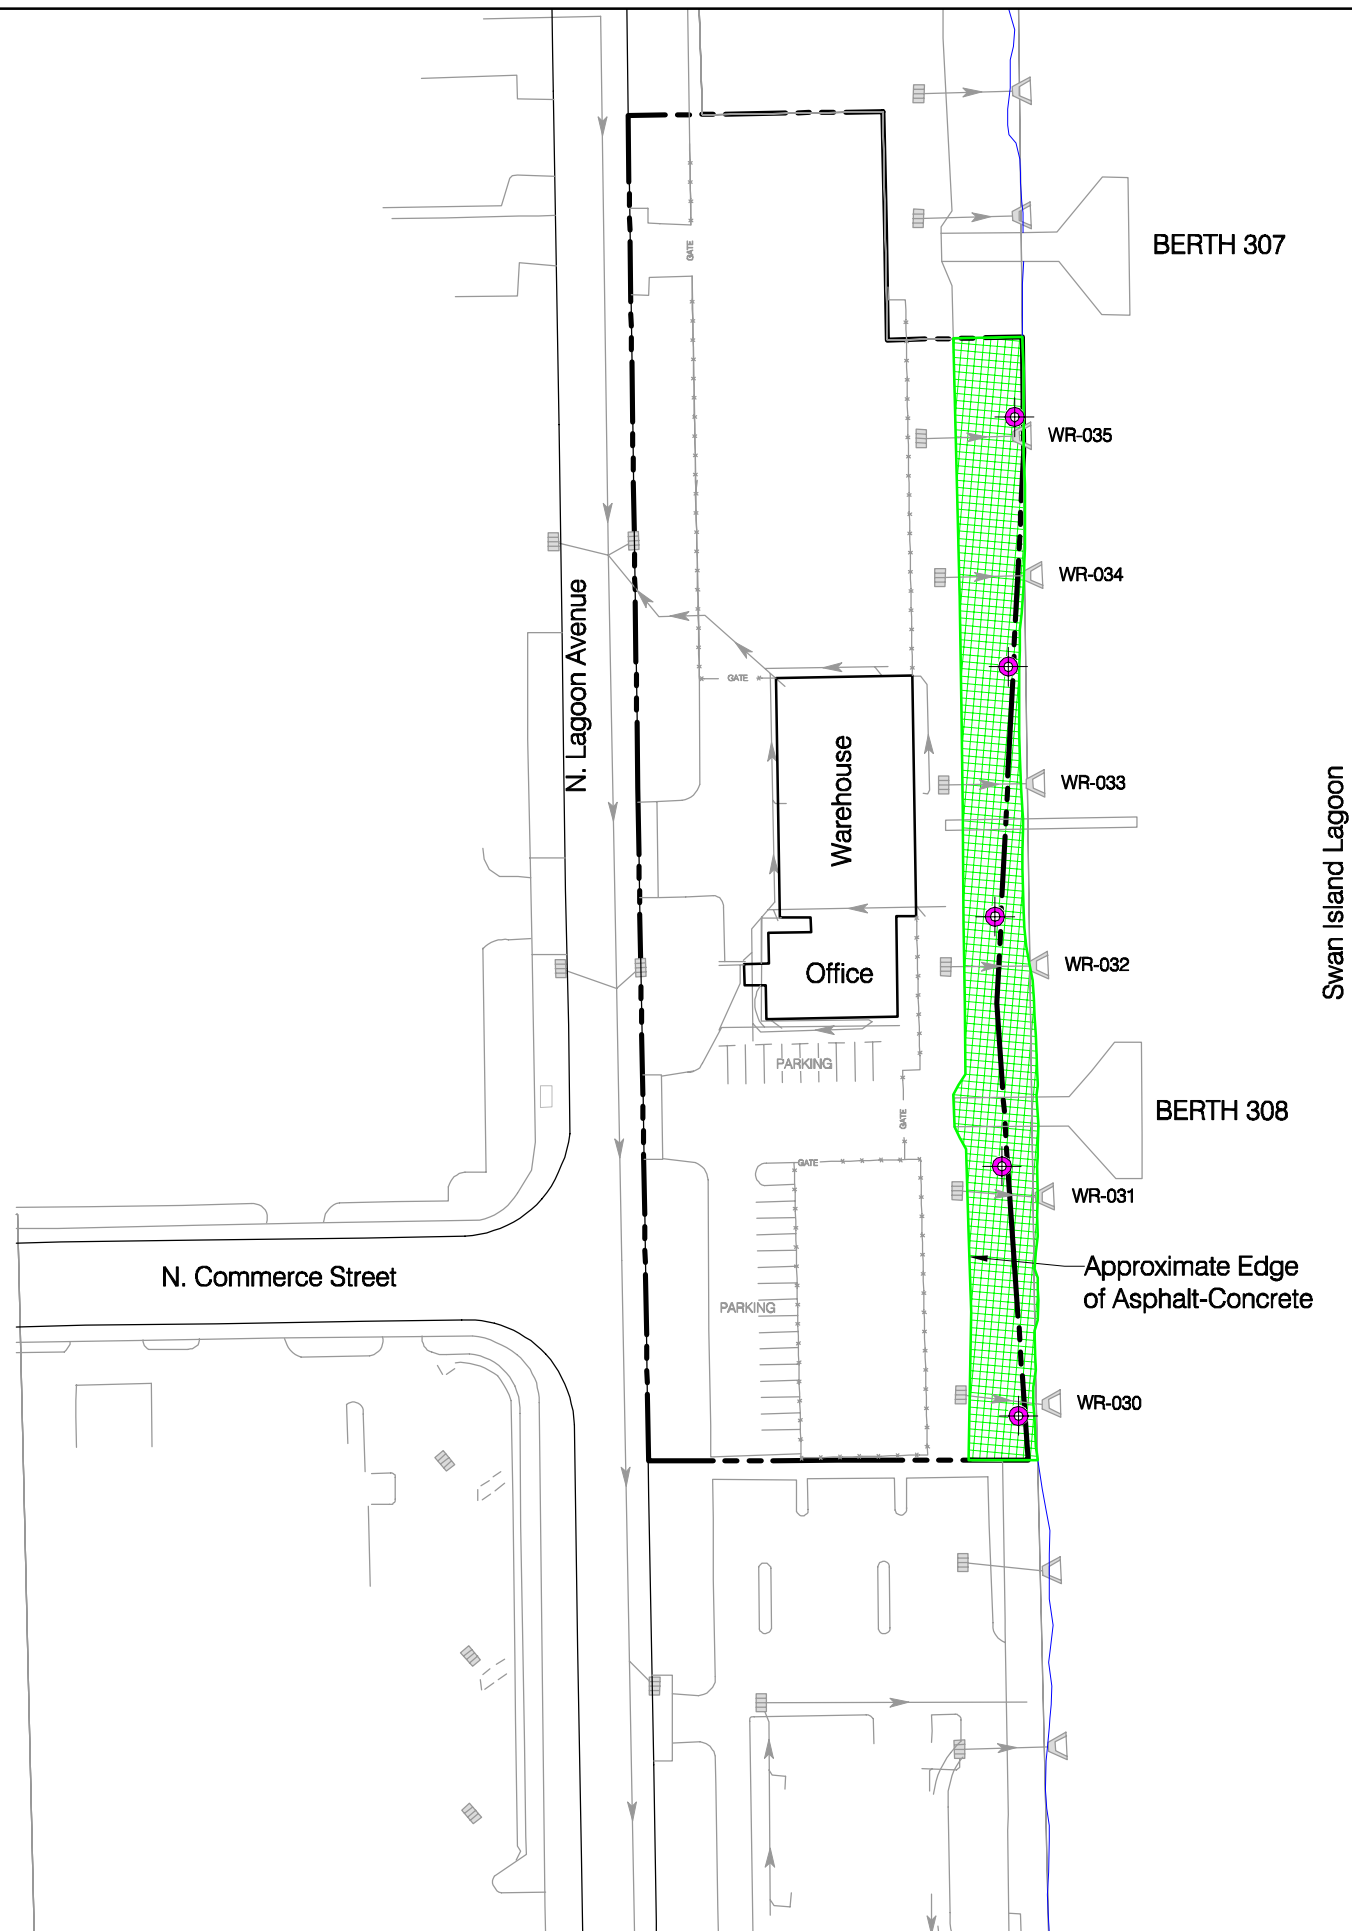 BERTH 307
GATE
WR-035
WR-034
N. Lagoon Avenue
GATE
Warehouse
WR-033
Swan Island Lagoon
Office
WR-032
PARKING
BERTH 308
GATE
GATE
WR-031
Approximate Edge
of Asphalt-Concrete
N. Commerce Street
PARKING
WR-030